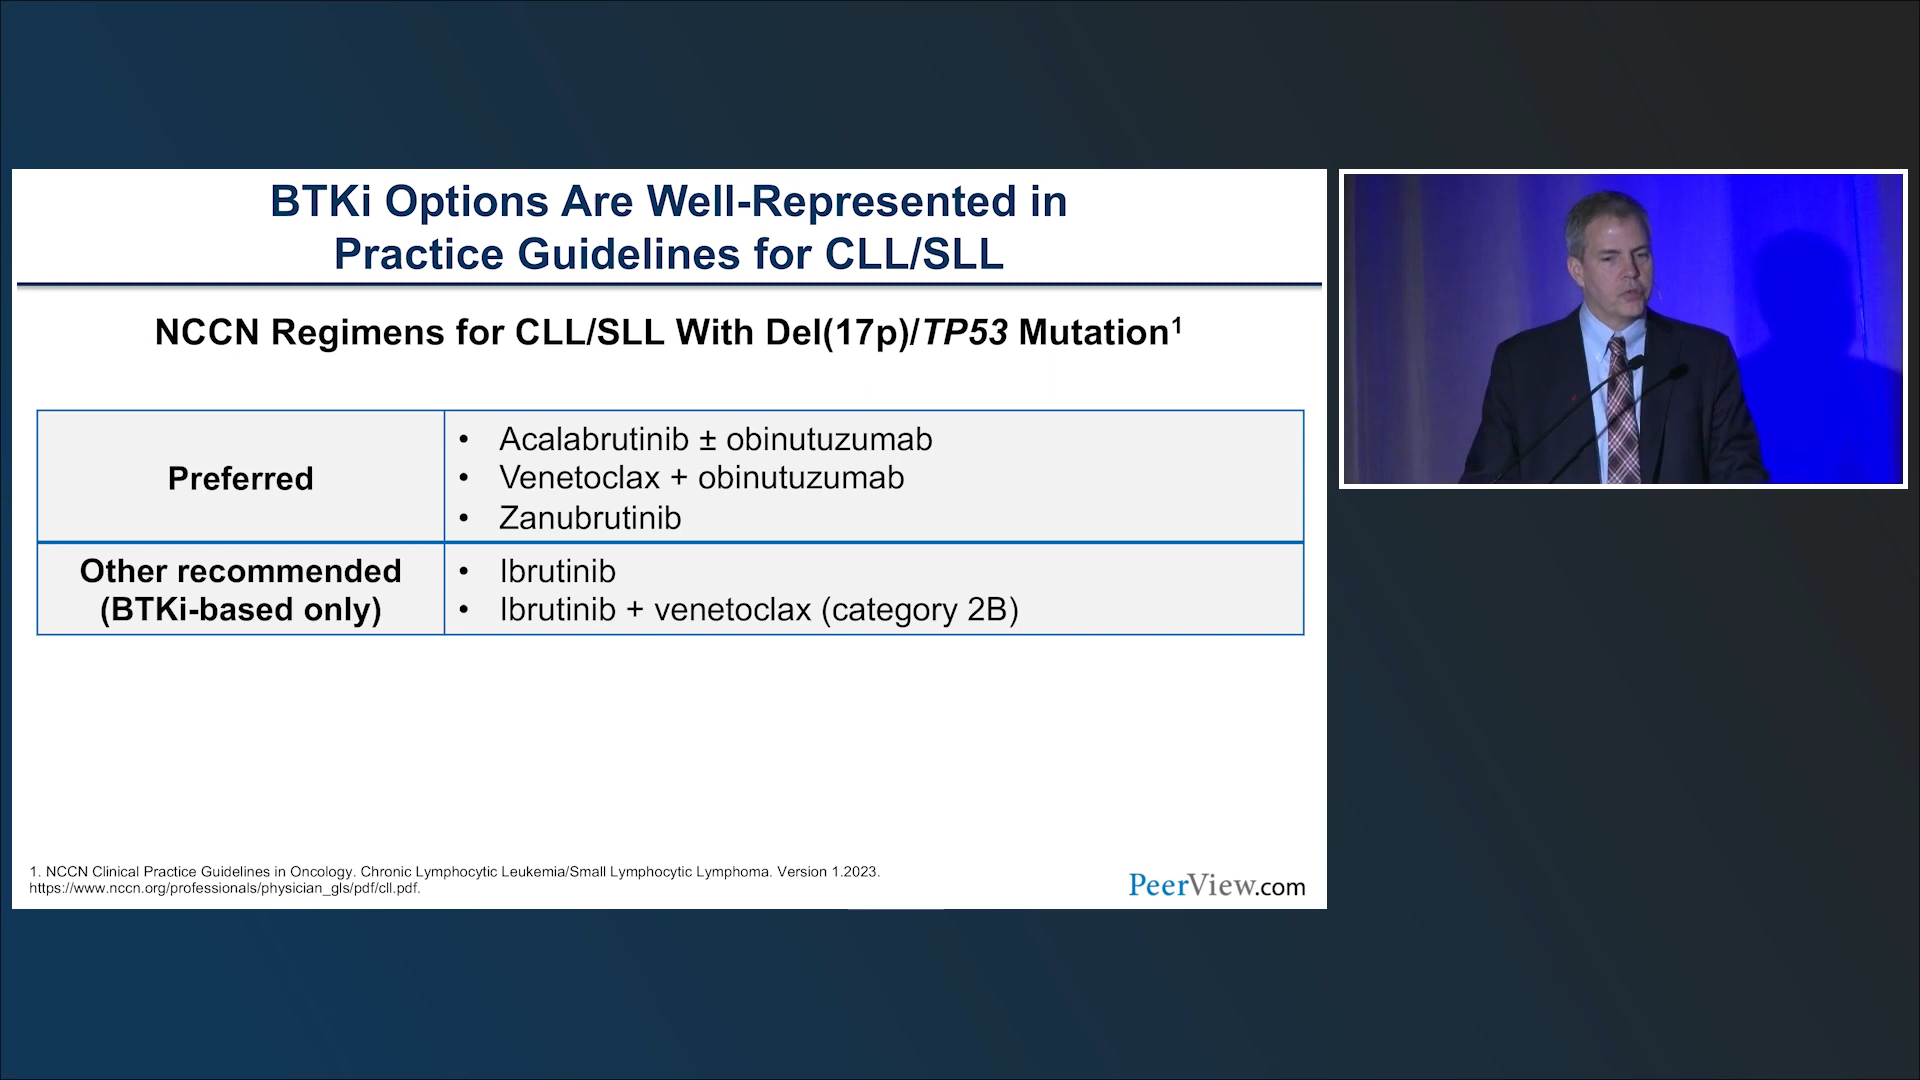 BTKi Options Are Well-Represented in
Practice Guidelines for CLL/SLL
NCCN Regimens for CLL/SLL With Del(17p)/TP53 Mutation¹
Preferred
• Acalabrutinib ± obinutuzumab
• Venetoclax + obinutuzumab
• Zanubrutinib
Other recommended
(BTKi-based only)
• Ibrutinib
• Ibrutinib + venetoclax (category 2B)
1. NCCN Clinical Practice Guidelines in Oncology. Chronic Lymphocytic Leukemia/Small Lymphocytic Lymphoma. Version 1.2023.
https://www.nccn.org/professionals/physician_gls/pdf/cll.pdf.
PeerView.com